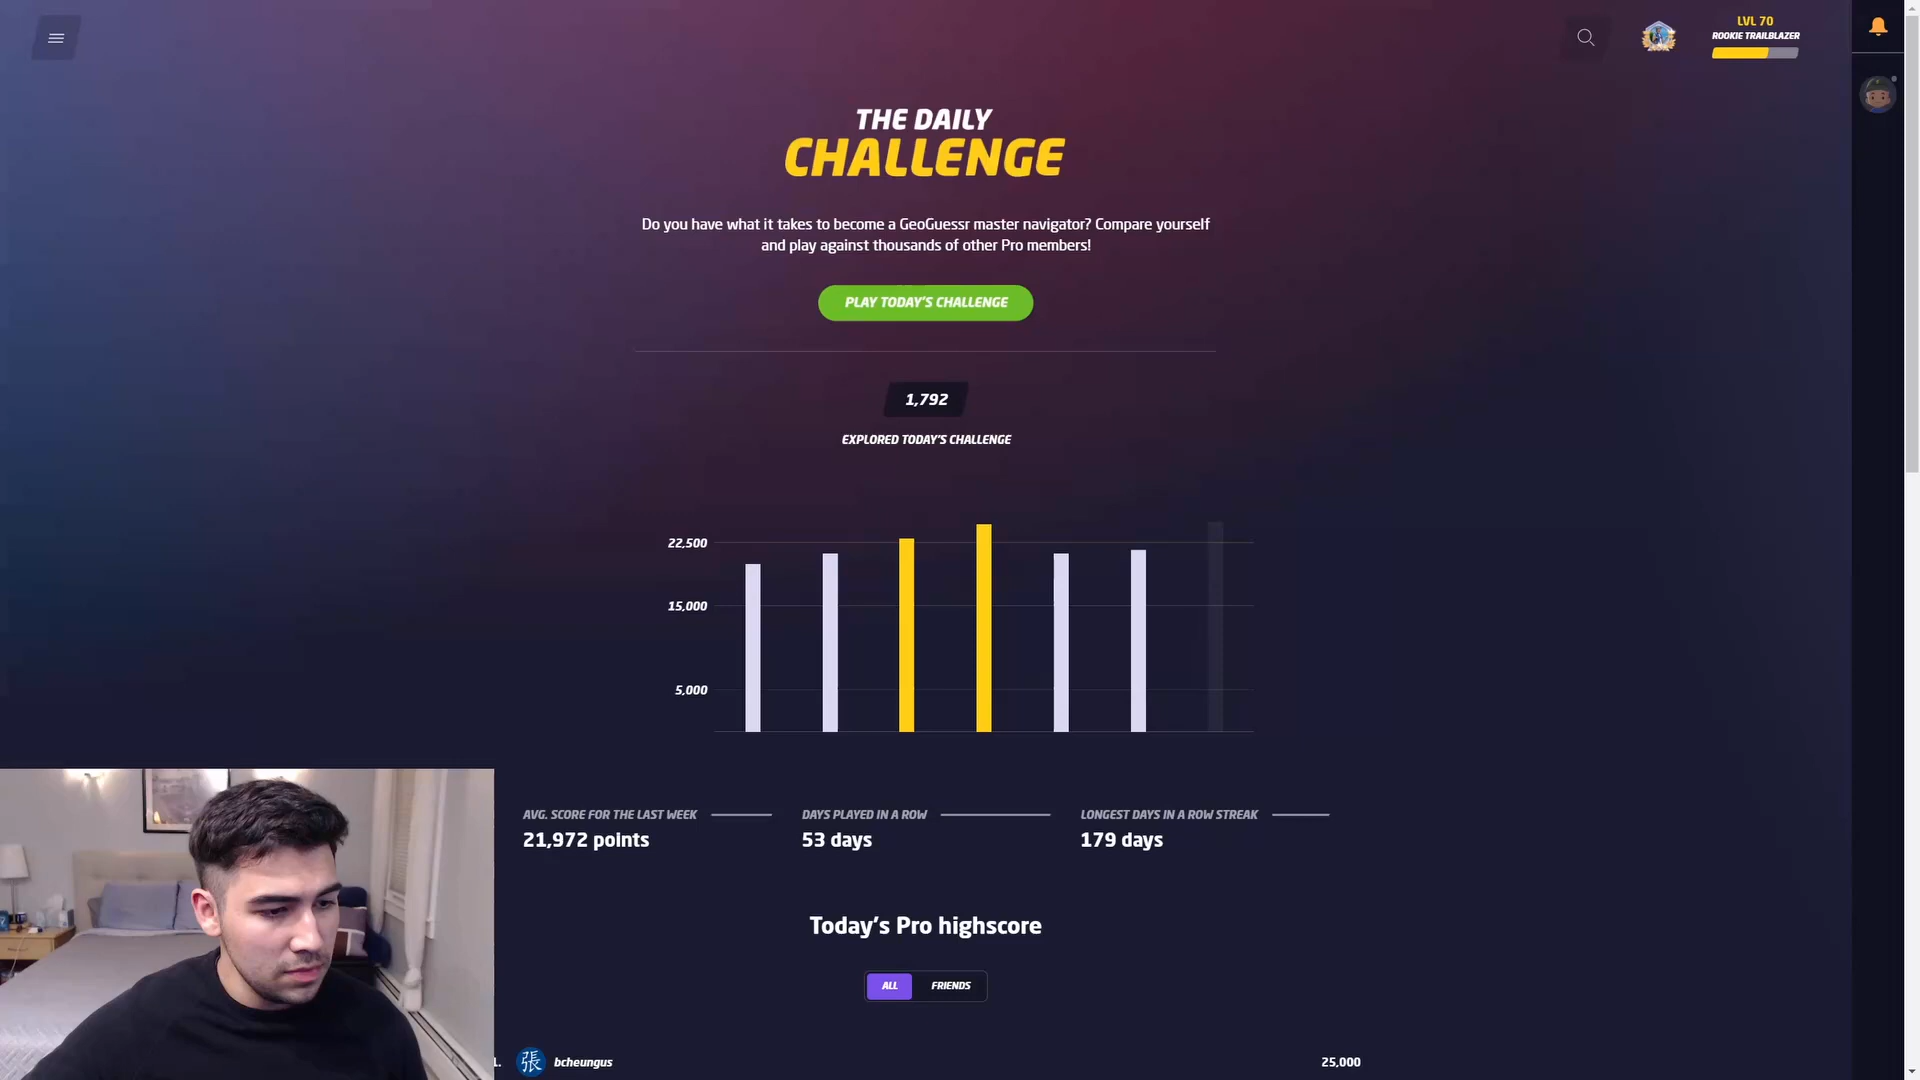 LVL 70
ROOKIE TRAILBLAZER
THE DAILY
CHALLENGE
Do you have what it takes to become a GeoGuessr master navigator? Compare yourself
and play against thousands of other Pro members!
PLAY TODAY'S CHALLENGE
1,792
EXPLORED TODAY'S CHALLENGE
22,500
15,000
5,000
AVG. SCORE FOR THE LAST WEEK
21,972 points
DAYS PLAYED IN A ROW
53 days
LONGEST DAYS IN A ROW STREAK
179 days
Today's Pro highscore
ALL FRIENDS
張 bcheungus 25,000